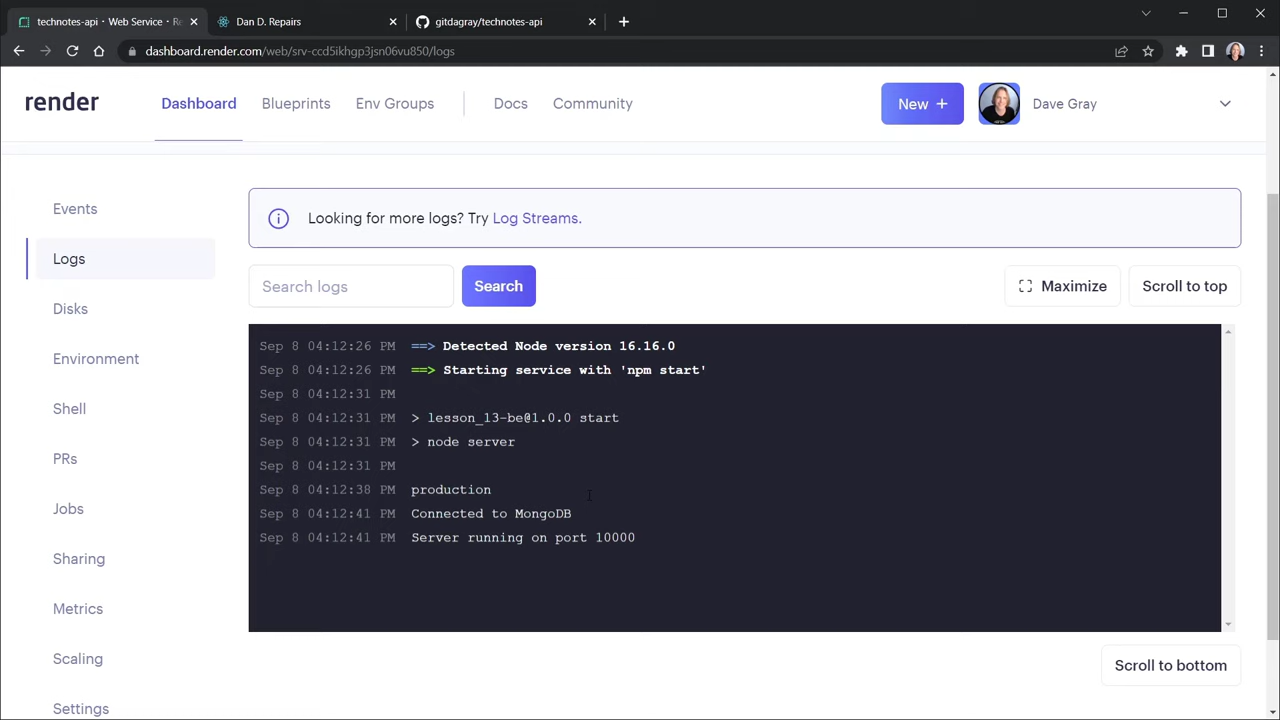 technotes-api · Web Service · Re
Dan D. Repairs
gitdagray/technotes-api
dashboard.render.com/web/srv-ccd5ikhgp3jsn06vu850/logs
render
Dashboard
Blueprints
Env Groups
Docs
Community
New +
Dave Gray
Events
Logs
Disks
Environment
Shell
PRs
Jobs
Sharing
Metrics
Scaling
Settings
Looking for more logs? Try Log Streams.
Search logs
Search
Maximize
Scroll to top
Sep 8 04:12:26 PM ==> Detected Node version 16.16.0
Sep 8 04:12:26 PM ==> Starting service with 'npm start'
Sep 8 04:12:31 PM
Sep 8 04:12:31 PM > lesson_13-be@1.0.0 start
Sep 8 04:12:31 PM > node server
Sep 8 04:12:31 PM
Sep 8 04:12:38 PM production
Sep 8 04:12:41 PM Connected to MongoDB
Sep 8 04:12:41 PM Server running on port 10000
Scroll to bottom